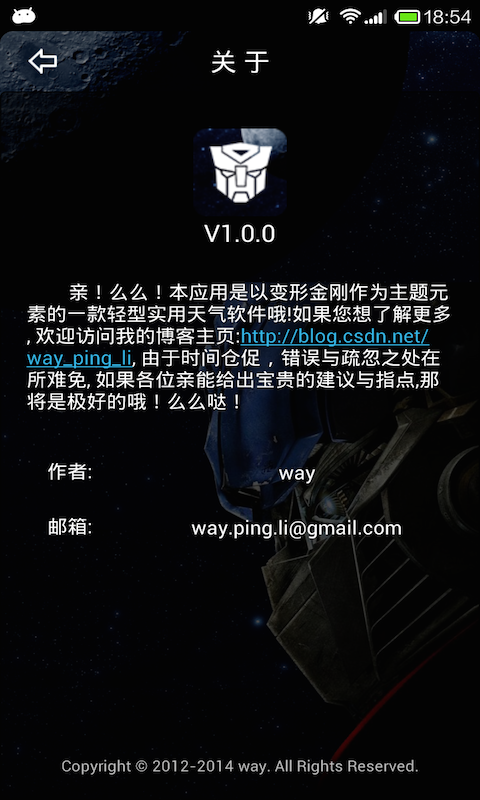 18:54
关于
V1.0.0
亲！么么！本应用是以变形金刚作为主题元
素的一款轻型实用天气软件哦!如果您想了解更多
, 欢迎访问我的博客主页:http://blog.csdn.net/
way_ping_li, 由于时间仓促，错误与疏忽之处在
所难免, 如果各位亲能给出宝贵的建议与指点,那
将是极好的哦！么么哒！
作者: way
邮箱: way.ping.li@gmail.com
Copyright © 2012-2014 way. All Rights Reserved.